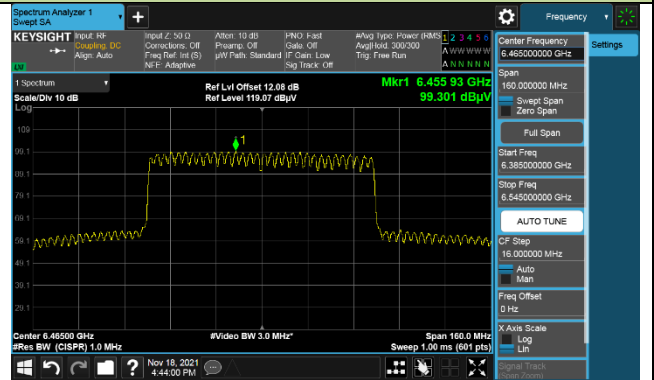 Spectrum Analyzer 1
Swept SA
Frequency
KEYSIGHT
Input: RF
Coupling: DC
Align: Auto
Input Z: 50 Ω
Corrections: Off
Freq Ref: Int (S)
NFE: Adaptive
Atten: 10 dB
Preamp: Off
µW Path: Standard
PNO: Fast
Gate: Off
IF Gain: Low
Sig Track: Off
#Avg Type: Power (RMS
Avg|Hold: 300/300
Trig: Free Run
1 2 3 4 5 6
A W W W W W
A N N N N N
LXI
Center Frequency
6.465000000 GHz
Settings
1 Spectrum
Scale/Div 10 dB
Log
Ref Lvl Offset 12.08 dB
Ref Level 119.07 dBµV
Mkr1 6.455 93 GHz
99.301 dBµV
Span
160.000000 MHz
Swept Span
Zero Span
Full Span
Start Freq
6.385000000 GHz
Stop Freq
6.545000000 GHz
AUTO TUNE
CF Step
16.000000 MHz
Auto
Man
Freq Offset
0 Hz
X Axis Scale
Log
Lin
Signal Track
(Span Zoom)
109
99.1
89.1
79.1
69.1
59.1
49.1
39.1
29.1
1
Center 6.46500 GHz
#Res BW (CISPR) 1.0 MHz
#Video BW 3.0 MHz*
Span 160.0 MHz
Sweep 1.00 ms (601 pts)
Nov 18, 2021
4:44:00 PM